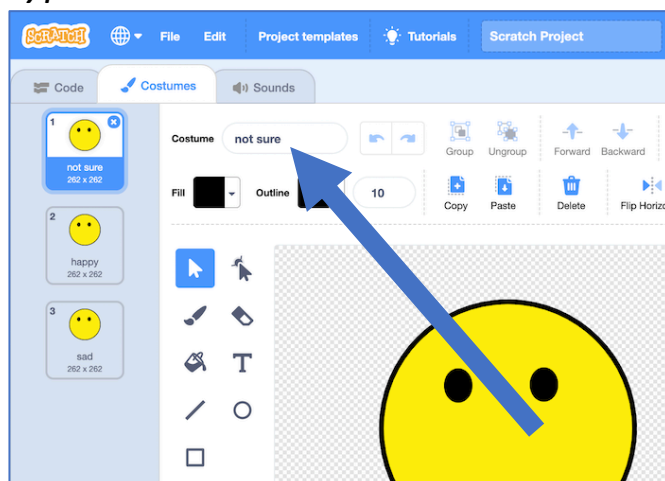 SCRATCH File Edit Project templates Tutorials Scratch Project
Code Costumes Sounds
1
not sure
262 x 262
2
happy
262 x 262
3
sad
262 x 262
Costume not sure
Group Ungroup Forward Backward
Fill Outline 10
Copy Paste Delete Flip Horizo
T